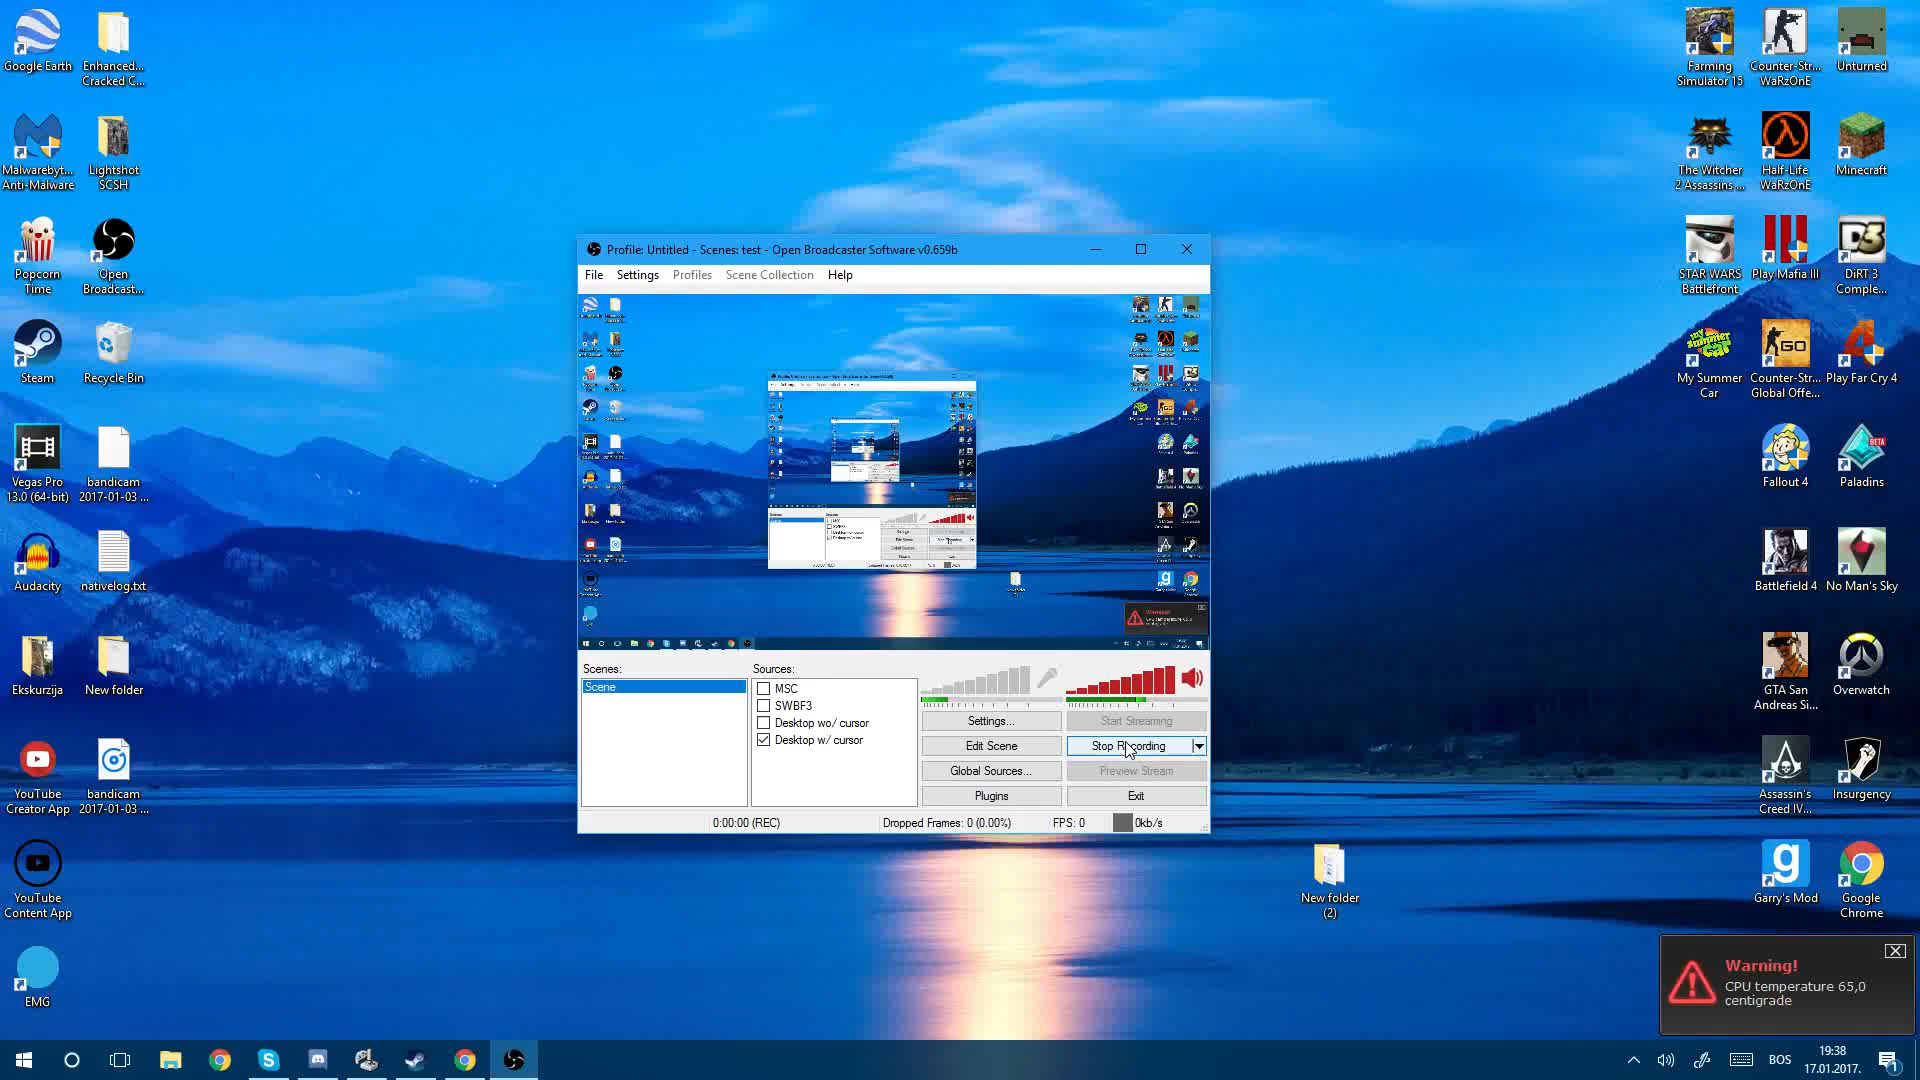 Google Earth
Enhanced...
Cracked C...
Malwarebyt...
Anti-Malware
Lightshot
SCSH
Popcorn
Time
Open
Broadcast...
Steam
Recycle Bin
Vegas Pro
13.0 (64-bit)
bandicam
2017-01-03 ...
Audacity
nativelog.txt
Ekskurzija
New folder
YouTube
Creator App
bandicam
2017-01-03 ...
YouTube
Content App
EMG
Profile: Untitled - Scenes: test - Open Broadcaster Software v0.659b
File Settings Profiles Scene Collection Help
Scenes:
Scene
Sources:
MSC
SWBF3
Desktop wo/ cursor
Desktop w/ cursor
Settings...
Start Streaming
Edit Scene
Stop Recording
Global Sources...
Preview Stream
Plugins
Exit
0:00:00 (REC)
Dropped Frames: 0 (0.00%)
FPS: 0
0kb/s
New folder
(2)
Farming
Simulator 15
Counter-Str...
WaRzOnE
Unturned
The Witcher
2 Assassins ...
Half-Life
WaRzOnE
Minecraft
STAR WARS
Battlefront
Play Mafia III
DiRT 3
Comple...
My Summer
Car
Counter-Str...
Global Offe...
Play Far Cry 4
Fallout 4
Paladins
Battlefield 4
No Man's Sky
GTA San
Andreas Si...
Overwatch
Assassin's
Creed IV...
Insurgency
Garry's Mod
Google
Chrome
Warning!
CPU temperature 65,0
centigrade
BOS
19:38
17.01.2017.
1